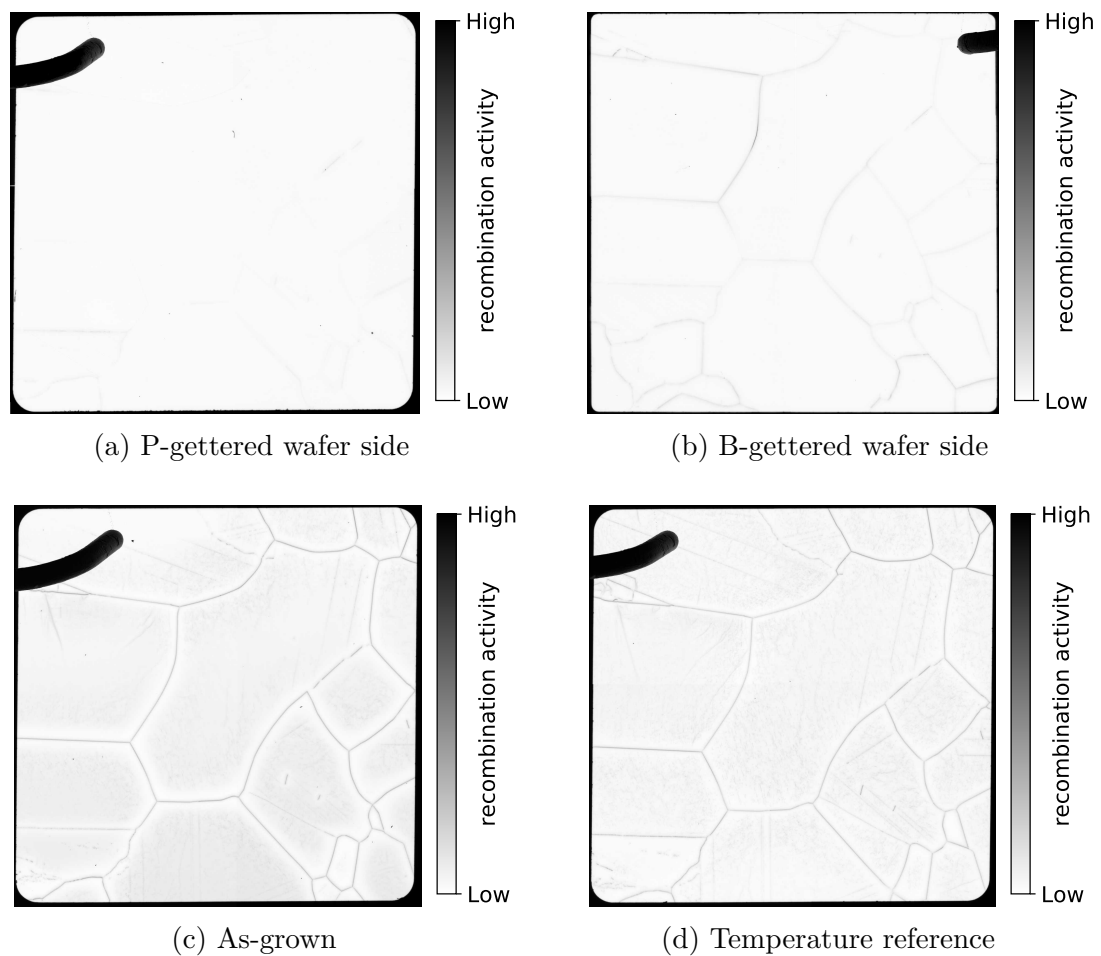 High
recombination activity
Low
High
recombination activity
Low
(a) P-gettered wafer side
(b) B-gettered wafer side
High
recombination activity
Low
High
recombination activity
Low
(c) As-grown
(d) Temperature reference